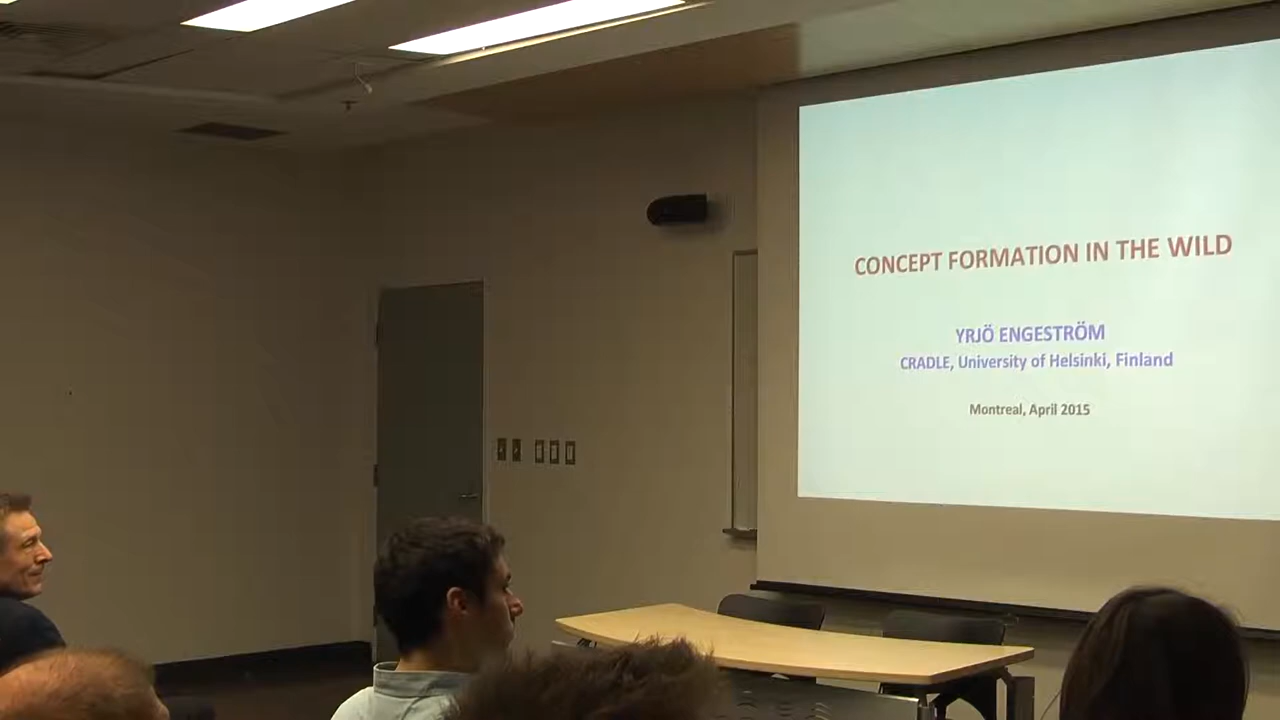 CONCEPT FORMATION IN THE WILD
YRJÖ ENGESTRÖM
CRADLE, University of Helsinki, Finland
Montreal, April 2015